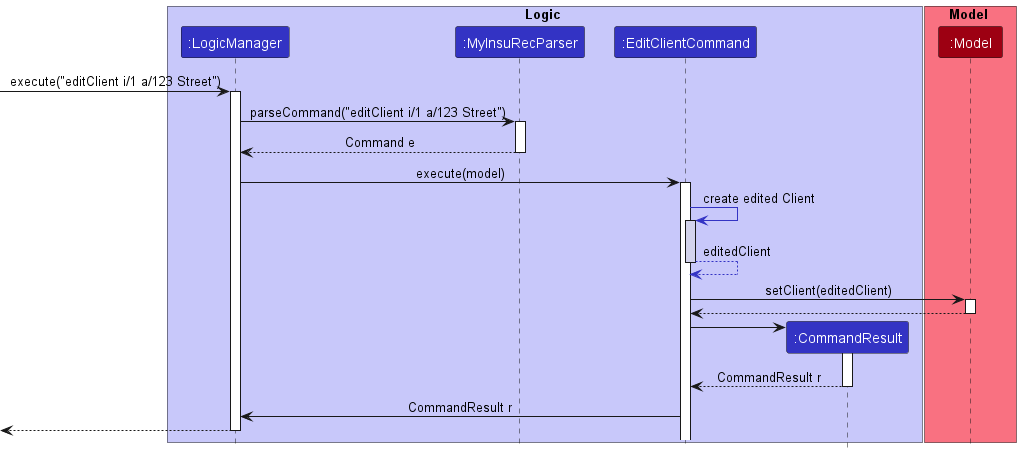 Logic
Model
:LogicManager
:MyInsuRecParser
:EditClientCommand
:Model
execute("editClient i/1 a/123 Street")
parseCommand("editClient i/1 a/123 Street")
Command e
execute(model)
create edited Client
editedClient
setClient(editedClient)
:CommandResult
CommandResult r
CommandResult r